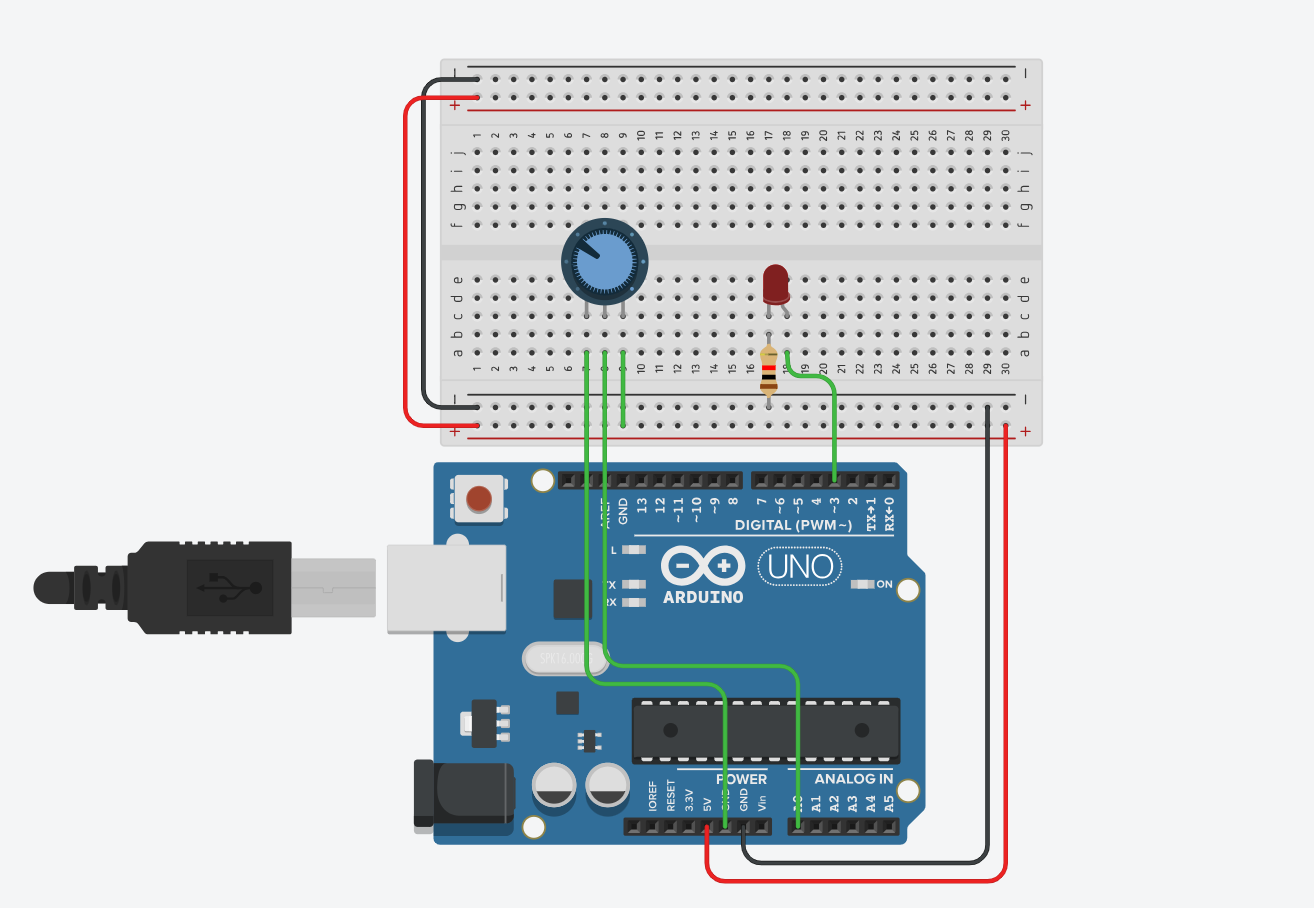 − −
+ +
1 2 3 4 5 6 7 8 9 10 11 12 13 14 15 16 17 18 19 20 21 22 23 24 25 26 27 28 29 30
j j
i i
h h
g g
f f
e e
d d
c c
b b
a a
1 2 3 4 5 6 7 8 9 10 11 12 13 14 15 16 18 19 20 21 22 23 24 25 26 27 28 29 30
− −
+ +
AREF GND 13 12 ~11 ~10 ~9 8 7 ~6 ~5 4 ~3 2 TX→1 RX←0
DIGITAL (PWM~)
L
TX
RX
UNO
ON
ARDUINO
POWER
ANALOG IN
IOREF RESET 3.3V 5V GND GND Vin A0 A1 A2 A3 A4 A5